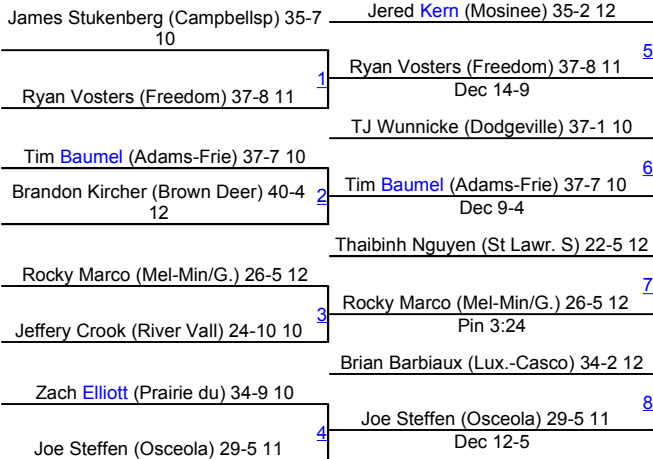 James Stukenberg (Campbellsp) 35-7
10
1
Ryan Vosters (Freedom) 37-8 11
Tim Baumel (Adams-Frie) 37-7 10
Brandon Kircher (Brown Deer) 40-4
12
2
Rocky Marco (Mel-Min/G.) 26-5 12
3
Jeffery Crook (River Vall) 24-10 10
Zach Elliott (Prairie du) 34-9 10
4
Joe Steffen (Osceola) 29-5 11
Jered Kern (Mosinee) 35-2 12
5
Ryan Vosters (Freedom) 37-8 11
Dec 14-9
TJ Wunnicke (Dodgeville) 37-1 10
6
Tim Baumel (Adams-Frie) 37-7 10
Dec 9-4
Thaibinh Nguyen (St Lawr. S) 22-5 12
7
Rocky Marco (Mel-Min/G.) 26-5 12
Pin 3:24
Brian Barbiaux (Lux.-Casco) 34-2 12
8
Joe Steffen (Osceola) 29-5 11
Dec 12-5